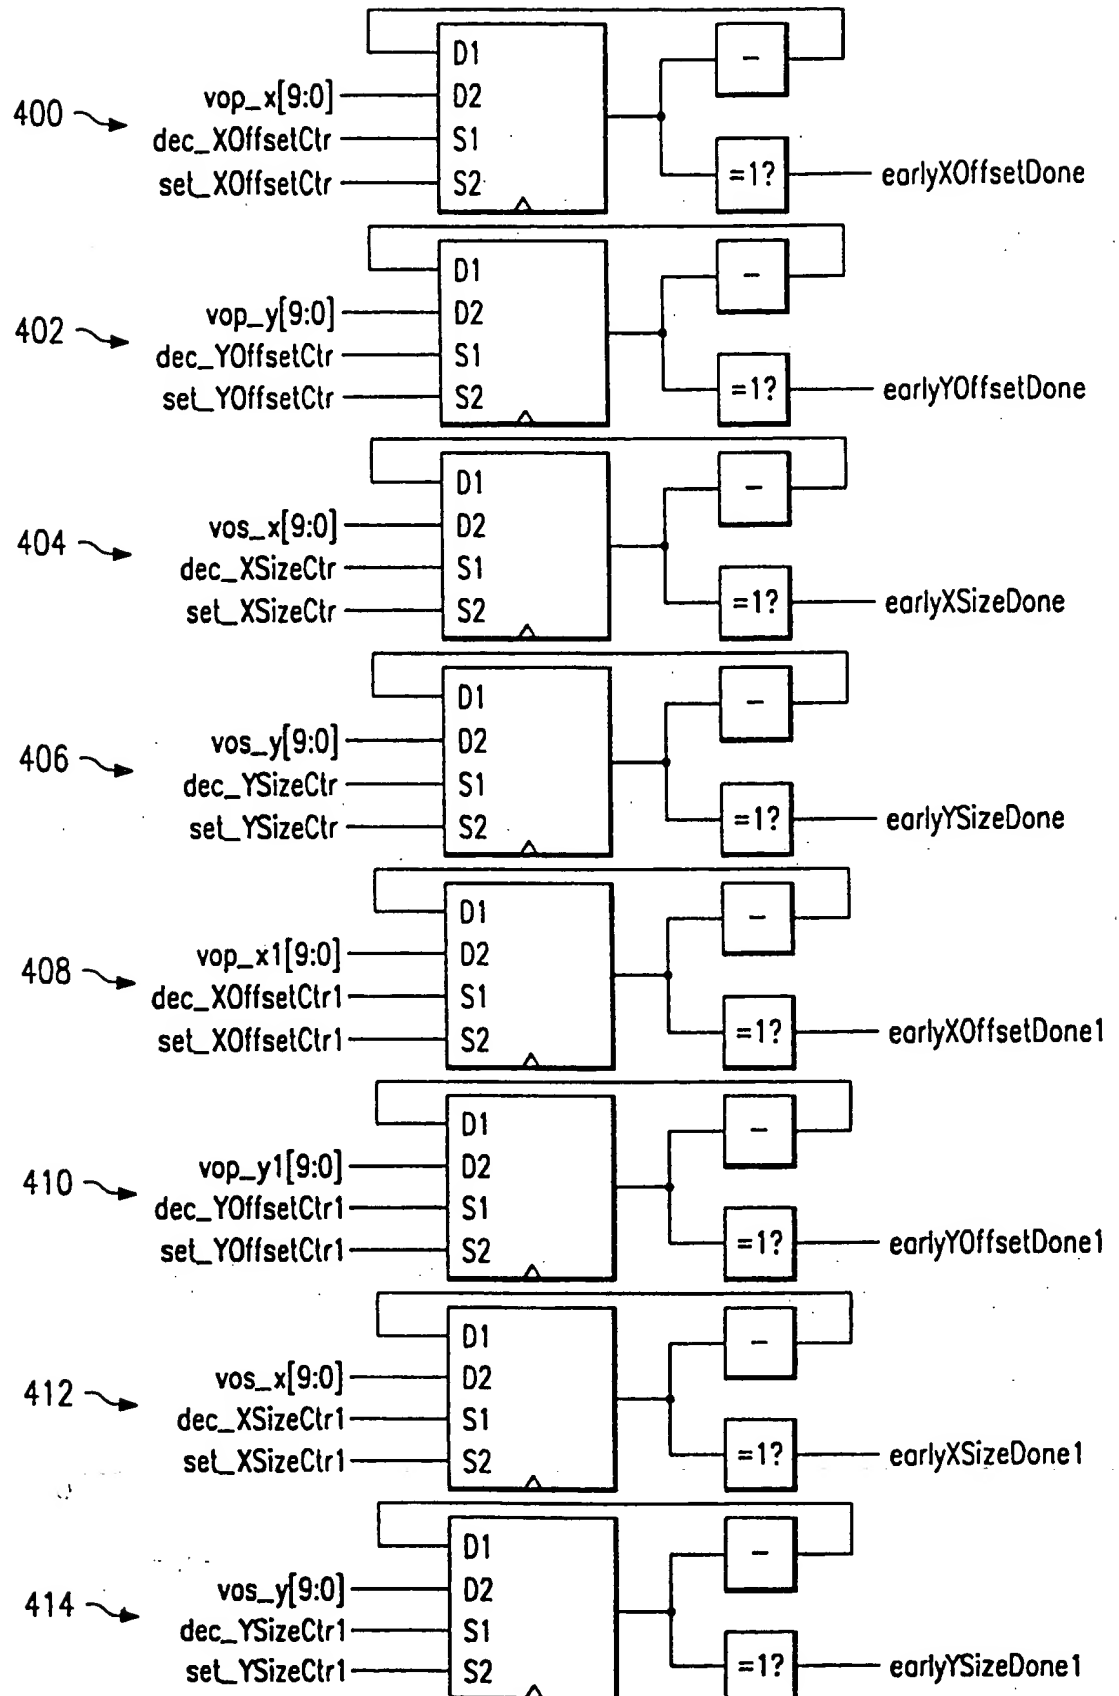 D1
−
400
vop_x[9:0] D2
dec_XOffsetCtr S1
set_XOffsetCtr S2
=1? earlyXOffsetDone
D1
−
402
vop_y[9:0] D2
dec_YOffsetCtr S1
set_YOffsetCtr S2
=1? earlyYOffsetDone
D1
−
404
vos_x[9:0] D2
dec_XSizeCtr S1
set_XSizeCtr S2
=1? earlyXSizeDone
D1
−
406
vos_y[9:0] D2
dec_YSizeCtr S1
set_YSizeCtr S2
=1? earlyYSizeDone
D1
−
408
vop_x1[9:0] D2
dec_XOffsetCtr1 S1
set_XOffsetCtr1 S2
=1? earlyXOffsetDone1
D1
−
410
vop_y1[9:0] D2
dec_YOffsetCtr1 S1
set_YOffsetCtr1 S2
=1? earlyYOffsetDone1
D1
−
412
vos_x[9:0] D2
dec_XSizeCtr1 S1
set_XSizeCtr1 S2
=1? earlyXSizeDone1
D1
−
414
vos_y[9:0] D2
dec_YSizeCtr1 S1
set_YSizeCtr1 S2
=1? earlyYSizeDone1